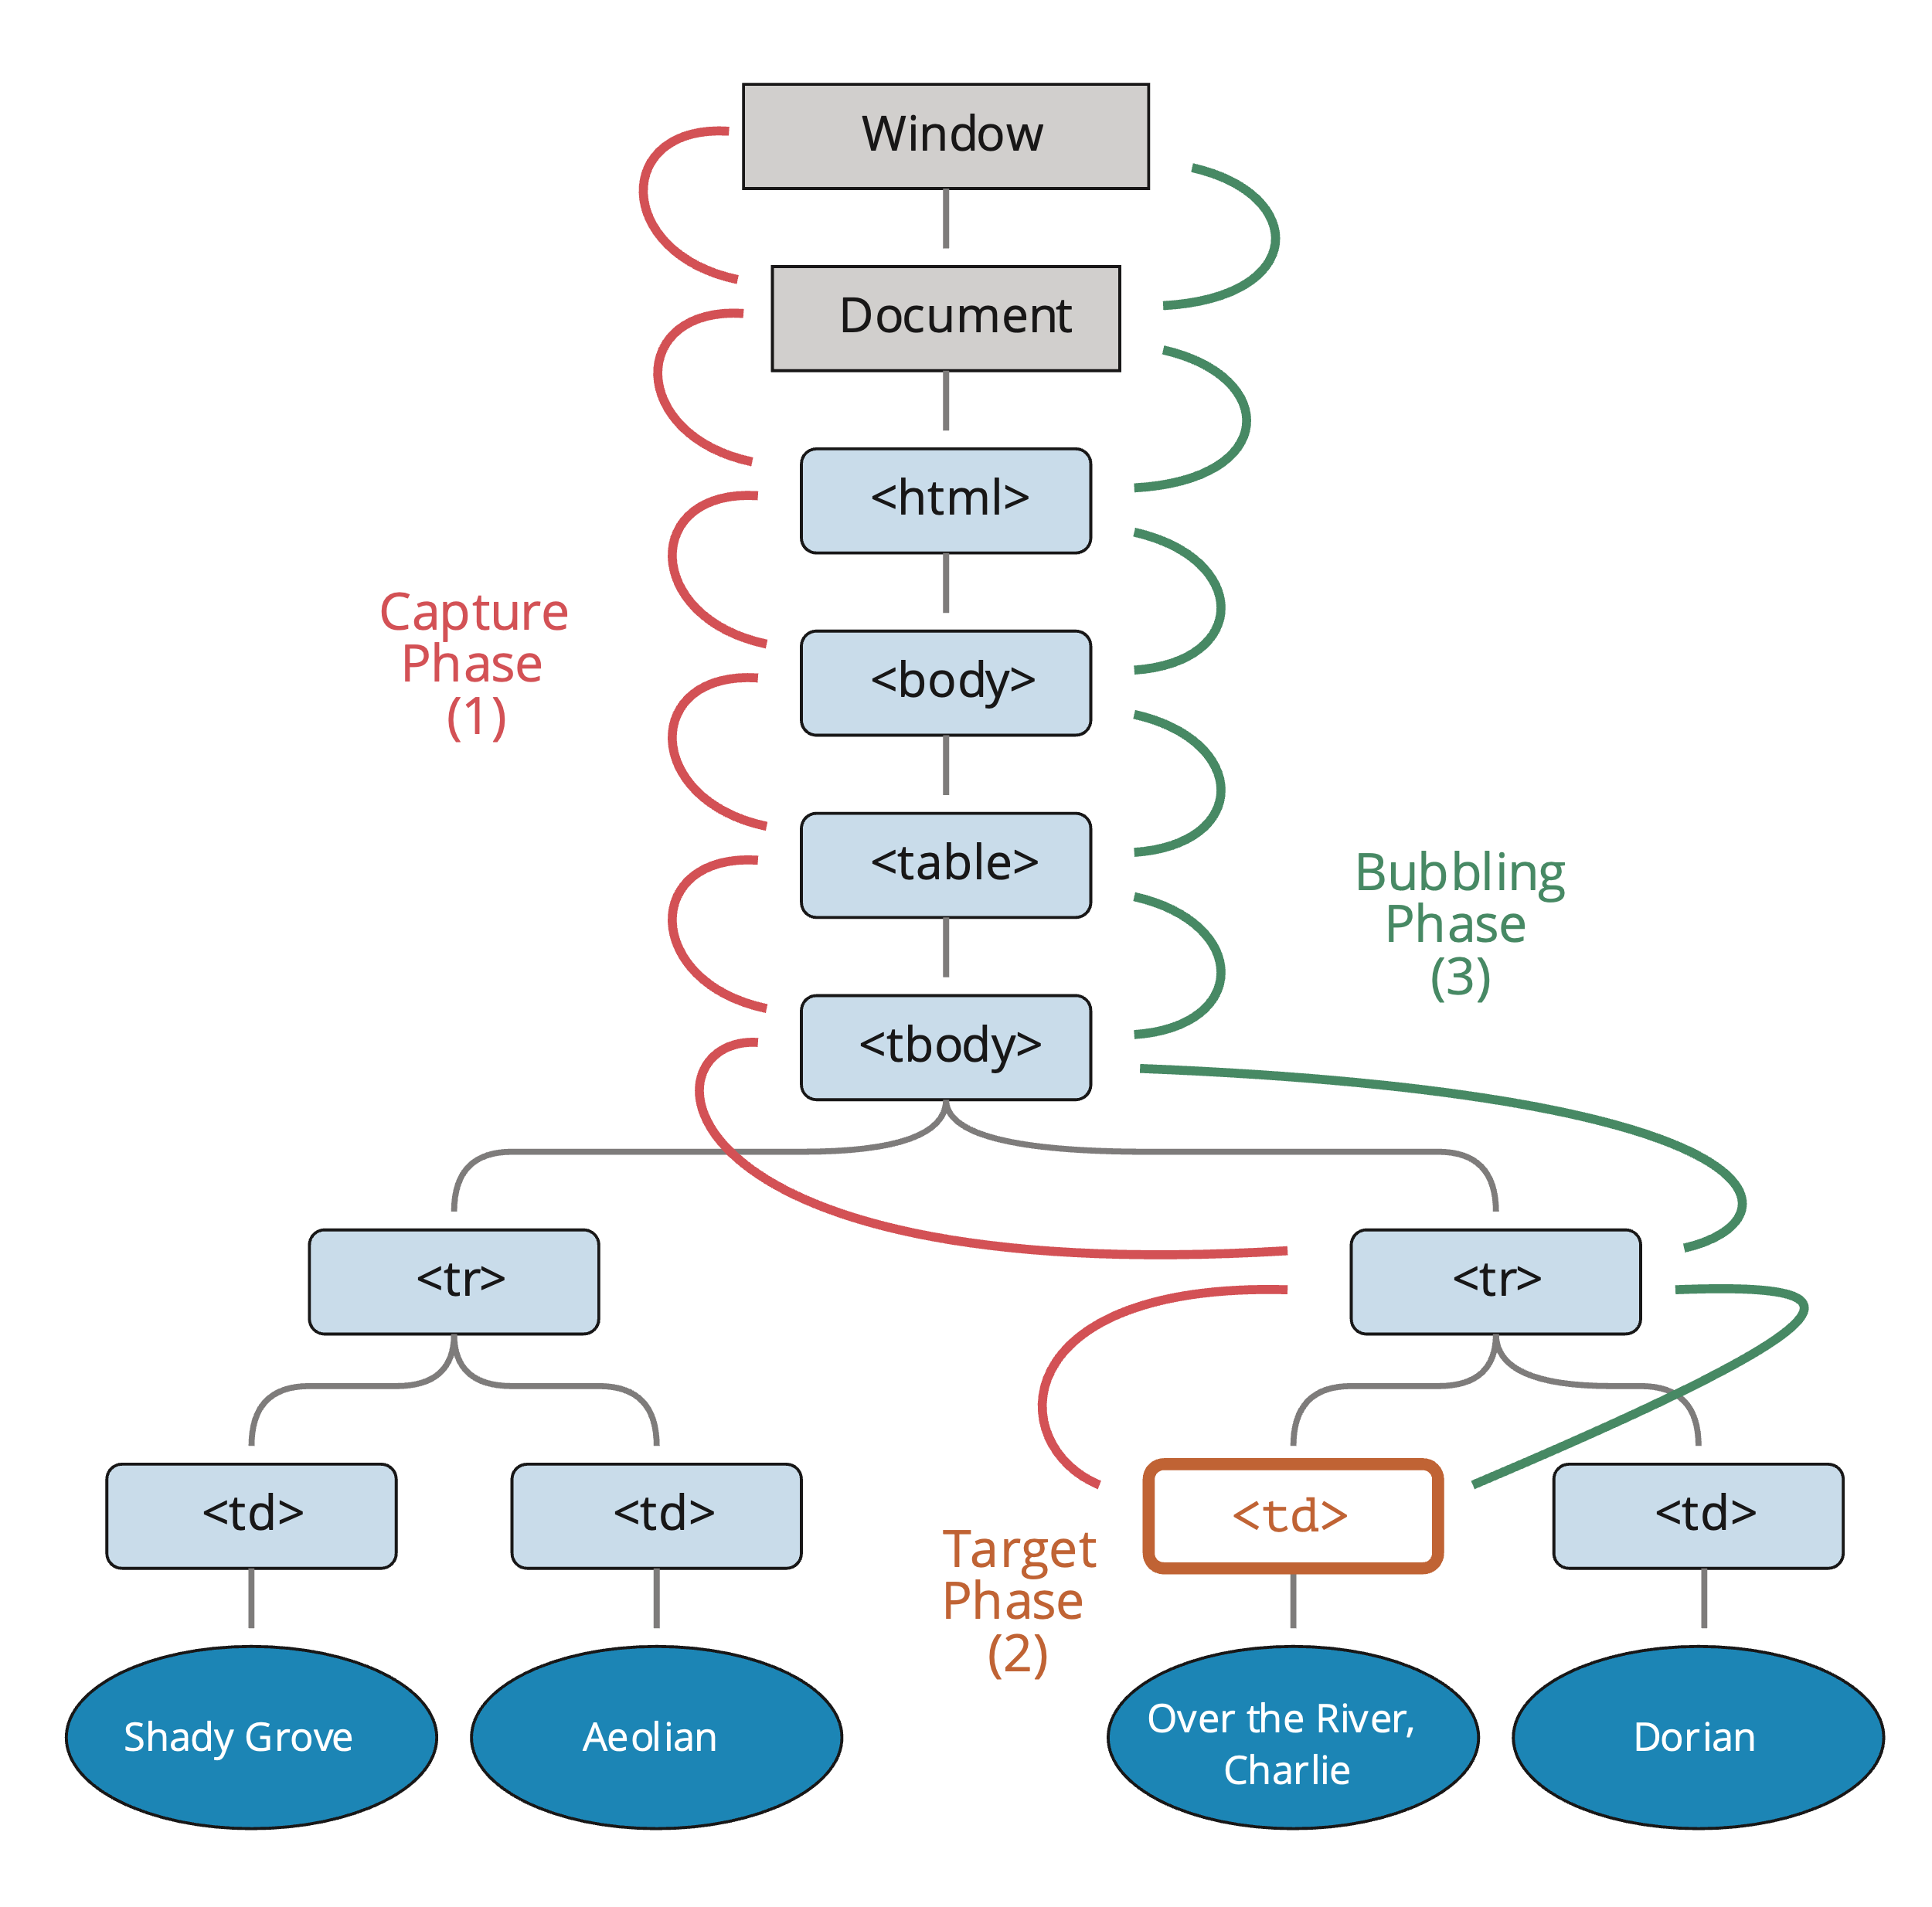 Window
Document
<html>
Capture
Phase
(1)
<body>
<table>
Bubbling
Phase
(3)
<tbody>
<tr>
<tr>
<td>
<td>
<td>
<td>
Target
Phase
(2)
Shady Grove
Aeolian
Over the River,
Charlie
Dorian